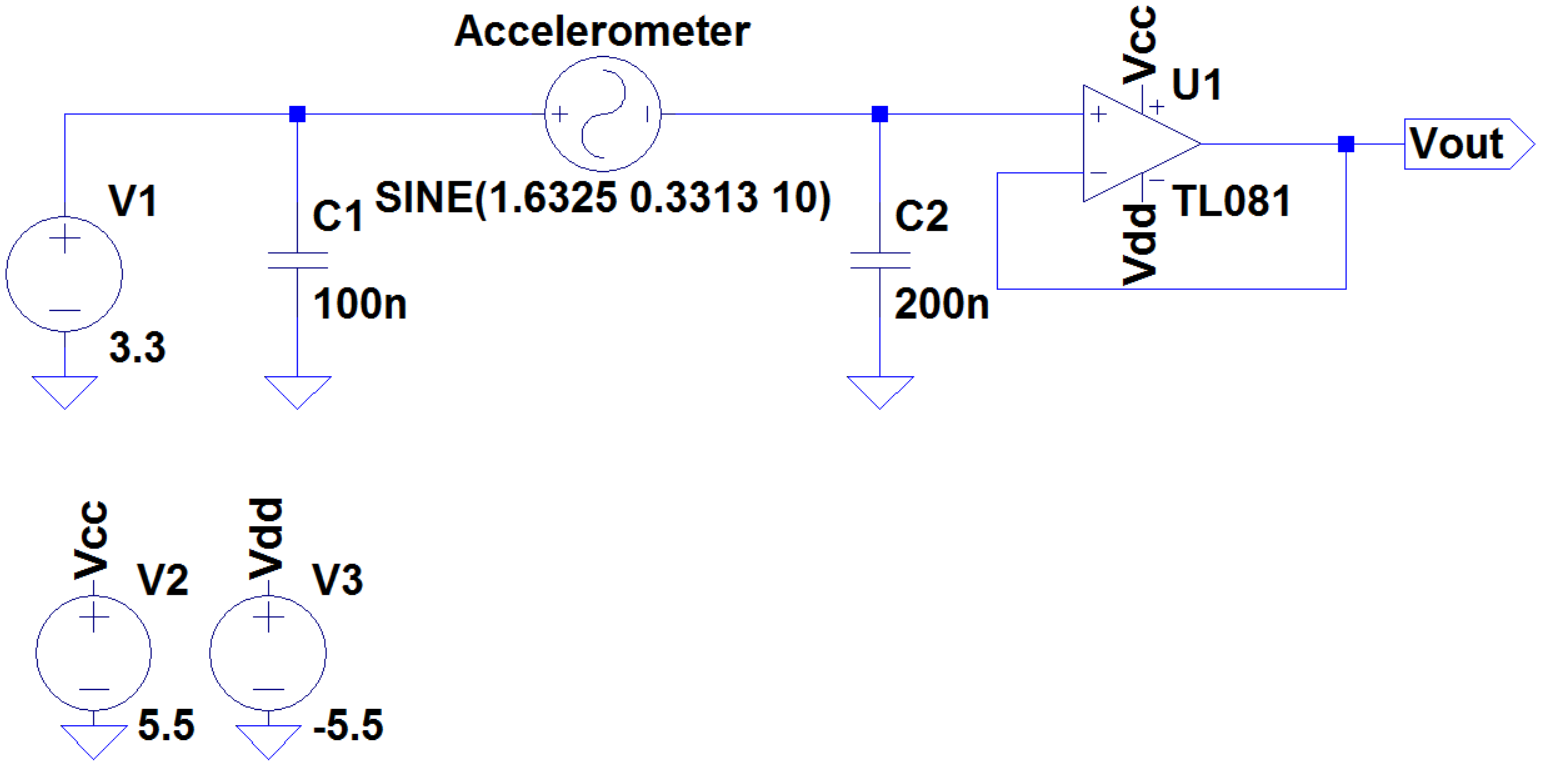 Accelerometer
Vcc
U1
V1
C1
SINE(1.6325 0.3313 10)
C2
TL081
Vout
Vdd
3.3
100n
200n
Vcc
Vdd
V2
V3
5.5
-5.5